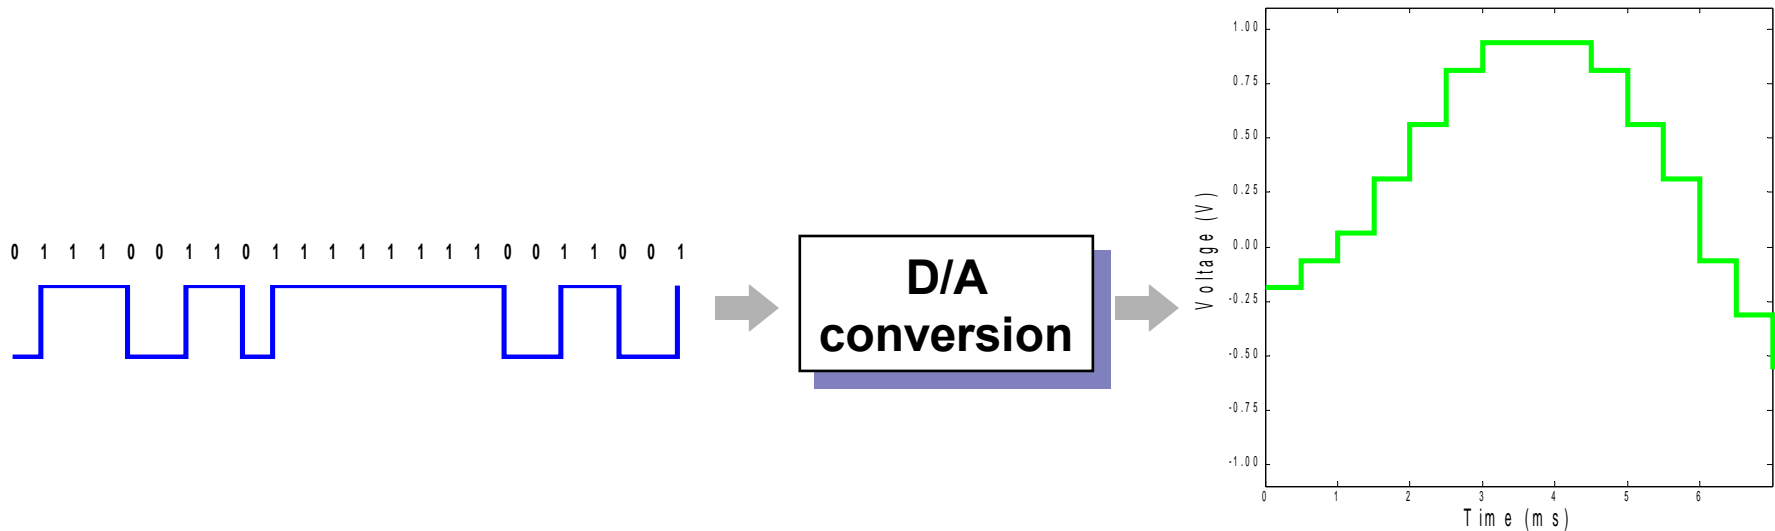 0 1 1 1 0 0 1 1 0 1 1 1 1 1 1 1 1 0 0 1 1 0 0 1
D/A
conversion
Voltage (V)
1.00
0.75
0.50
0.25
0.00
-0.25
-0.50
-0.75
-1.00
0 1 2 3 4 5 6
Time (ms)